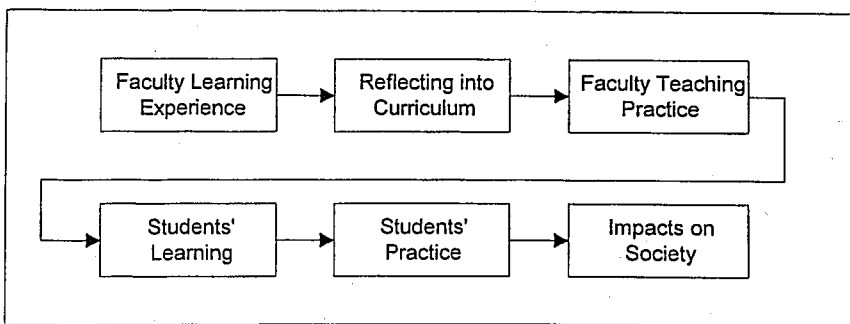 Faculty Learning
Experience
Reflecting into
Curriculum
Faculty Teaching
Practice
Students'
Learning
Students'
Practice
Impacts on
Society